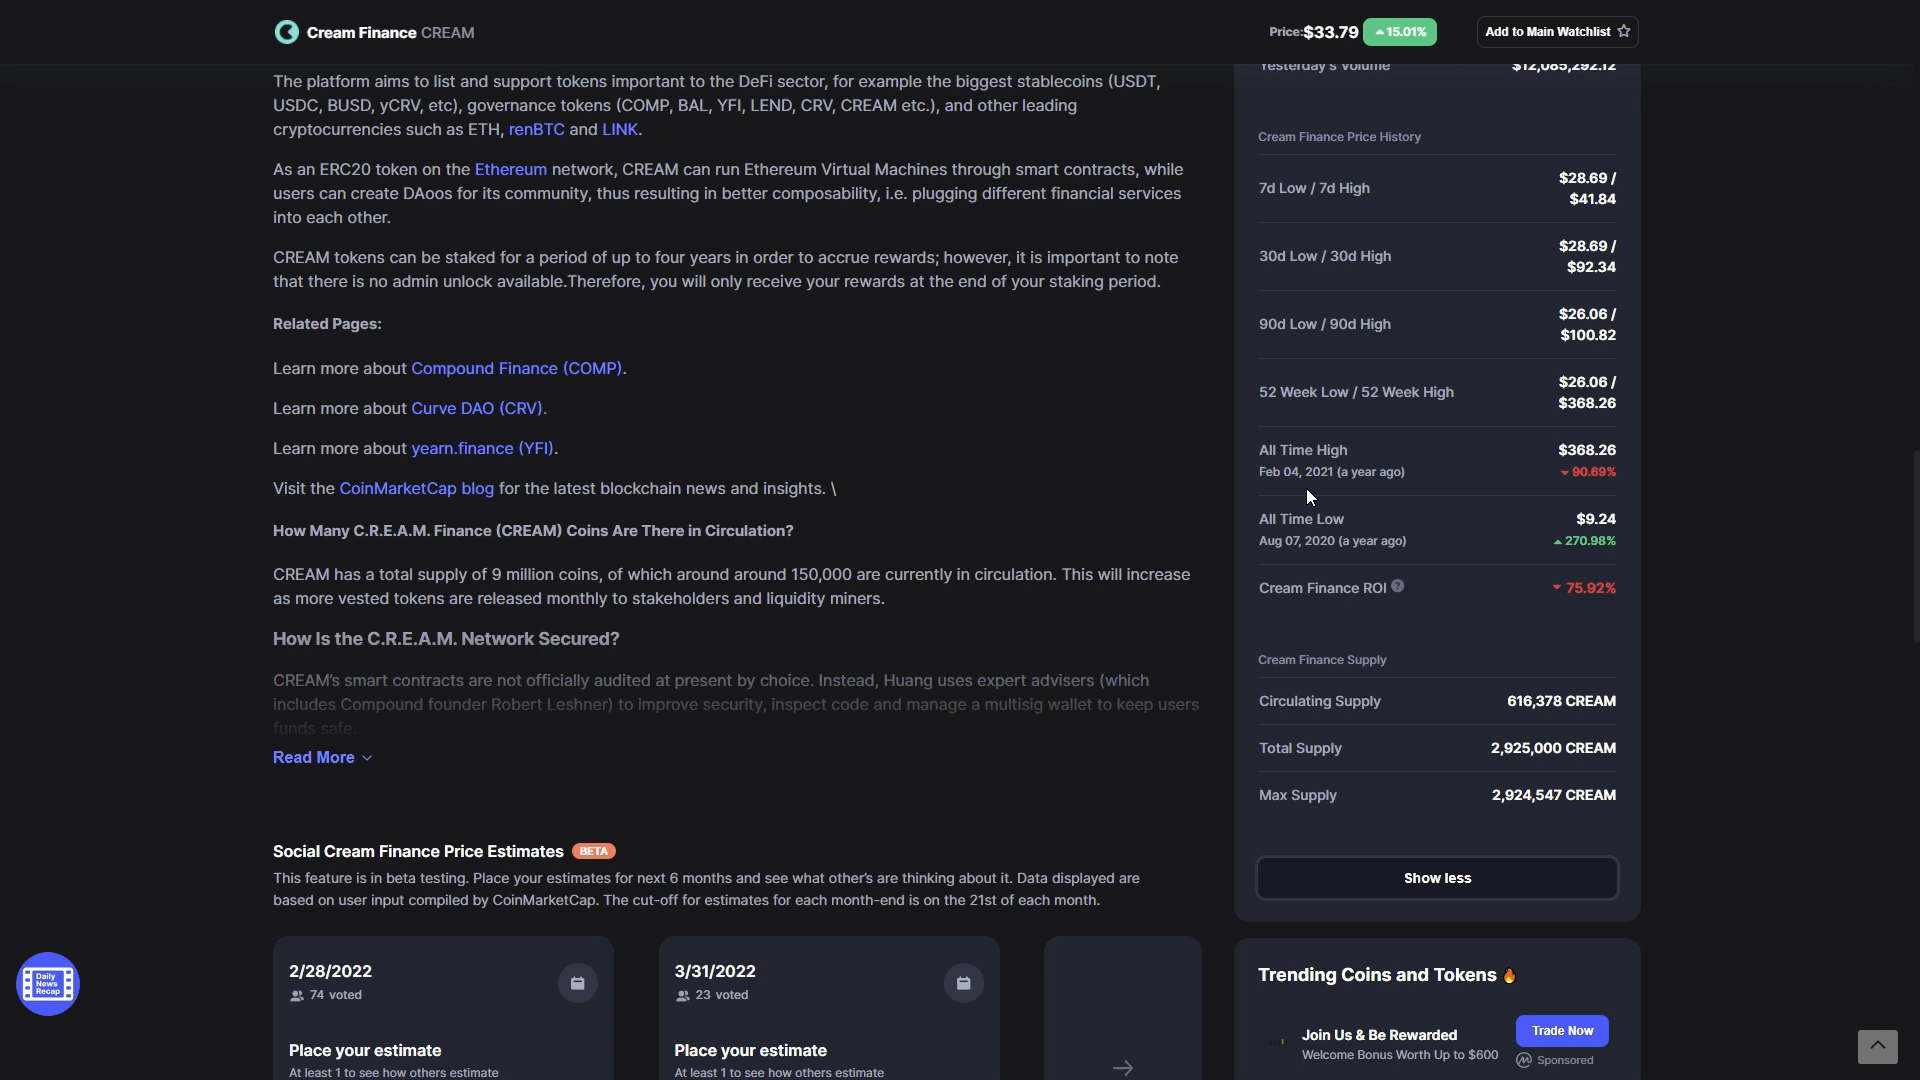 Cream Finance CREAM
Price:$33.79 15.01%
Add to Main Watchlist
The platform aims to list and support tokens important to the DeFi sector, for example the biggest stablecoins (USDT,
USDC, BUSD, yCRV, etc), governance tokens (COMP, BAL, YFI, LEND, CRV, CREAM etc.), and other leading
cryptocurrencies such as ETH, renBTC and LINK.
As an ERC20 token on the Ethereum network, CREAM can run Ethereum Virtual Machines through smart contracts, while
users can create DAoos for its community, thus resulting in better composability, i.e. plugging different financial services
into each other.
CREAM tokens can be staked for a period of up to four years in order to accrue rewards; however, it is important to note
that there is no admin unlock available.Therefore, you will only receive your rewards at the end of your staking period.
Related Pages:
Learn more about Compound Finance (COMP).
Learn more about Curve DAO (CRV).
Learn more about yearn.finance (YFI).
Visit the CoinMarketCap blog for the latest blockchain news and insights. \
How Many C.R.E.A.M. Finance (CREAM) Coins Are There in Circulation?
CREAM has a total supply of 9 million coins, of which around around 150,000 are currently in circulation. This will increase
as more vested tokens are released monthly to stakeholders and liquidity miners.
How Is the C.R.E.A.M. Network Secured?
CREAM's smart contracts are not officially audited at present by choice. Instead, Huang uses expert advisers (which
includes Compound founder Robert Leshner) to improve security, inspect code and manage a multisig wallet to keep users
funds safe.
Read More
Social Cream Finance Price Estimates BETA
This feature is in beta testing. Place your estimates for next 6 months and see what other's are thinking about it. Data displayed are
based on user input compiled by CoinMarketCap. The cut-off for estimates for each month-end is on the 21st of each month.
2/28/2022
74 voted
Place your estimate
At least 1 to see how others estimate
3/31/2022
23 voted
Place your estimate
At least 1 to see how others estimate
Yesterday's Volume $12,085,292.12
Cream Finance Price History
7d Low / 7d High $28.69 /
$41.84
30d Low / 30d High $28.69 /
$92.34
90d Low / 90d High $26.06 /
$100.82
52 Week Low / 52 Week High $26.06 /
$368.26
All Time High $368.26
Feb 04, 2021 (a year ago) 90.69%
All Time Low $9.24
Aug 07, 2020 (a year ago) 270.98%
Cream Finance ROI ? 75.92%
Cream Finance Supply
Circulating Supply 616,378 CREAM
Total Supply 2,925,000 CREAM
Max Supply 2,924,547 CREAM
Show less
Trending Coins and Tokens
Join Us & Be Rewarded
Welcome Bonus Worth Up to $600
Trade Now
Sponsored
Daily
News
Recap